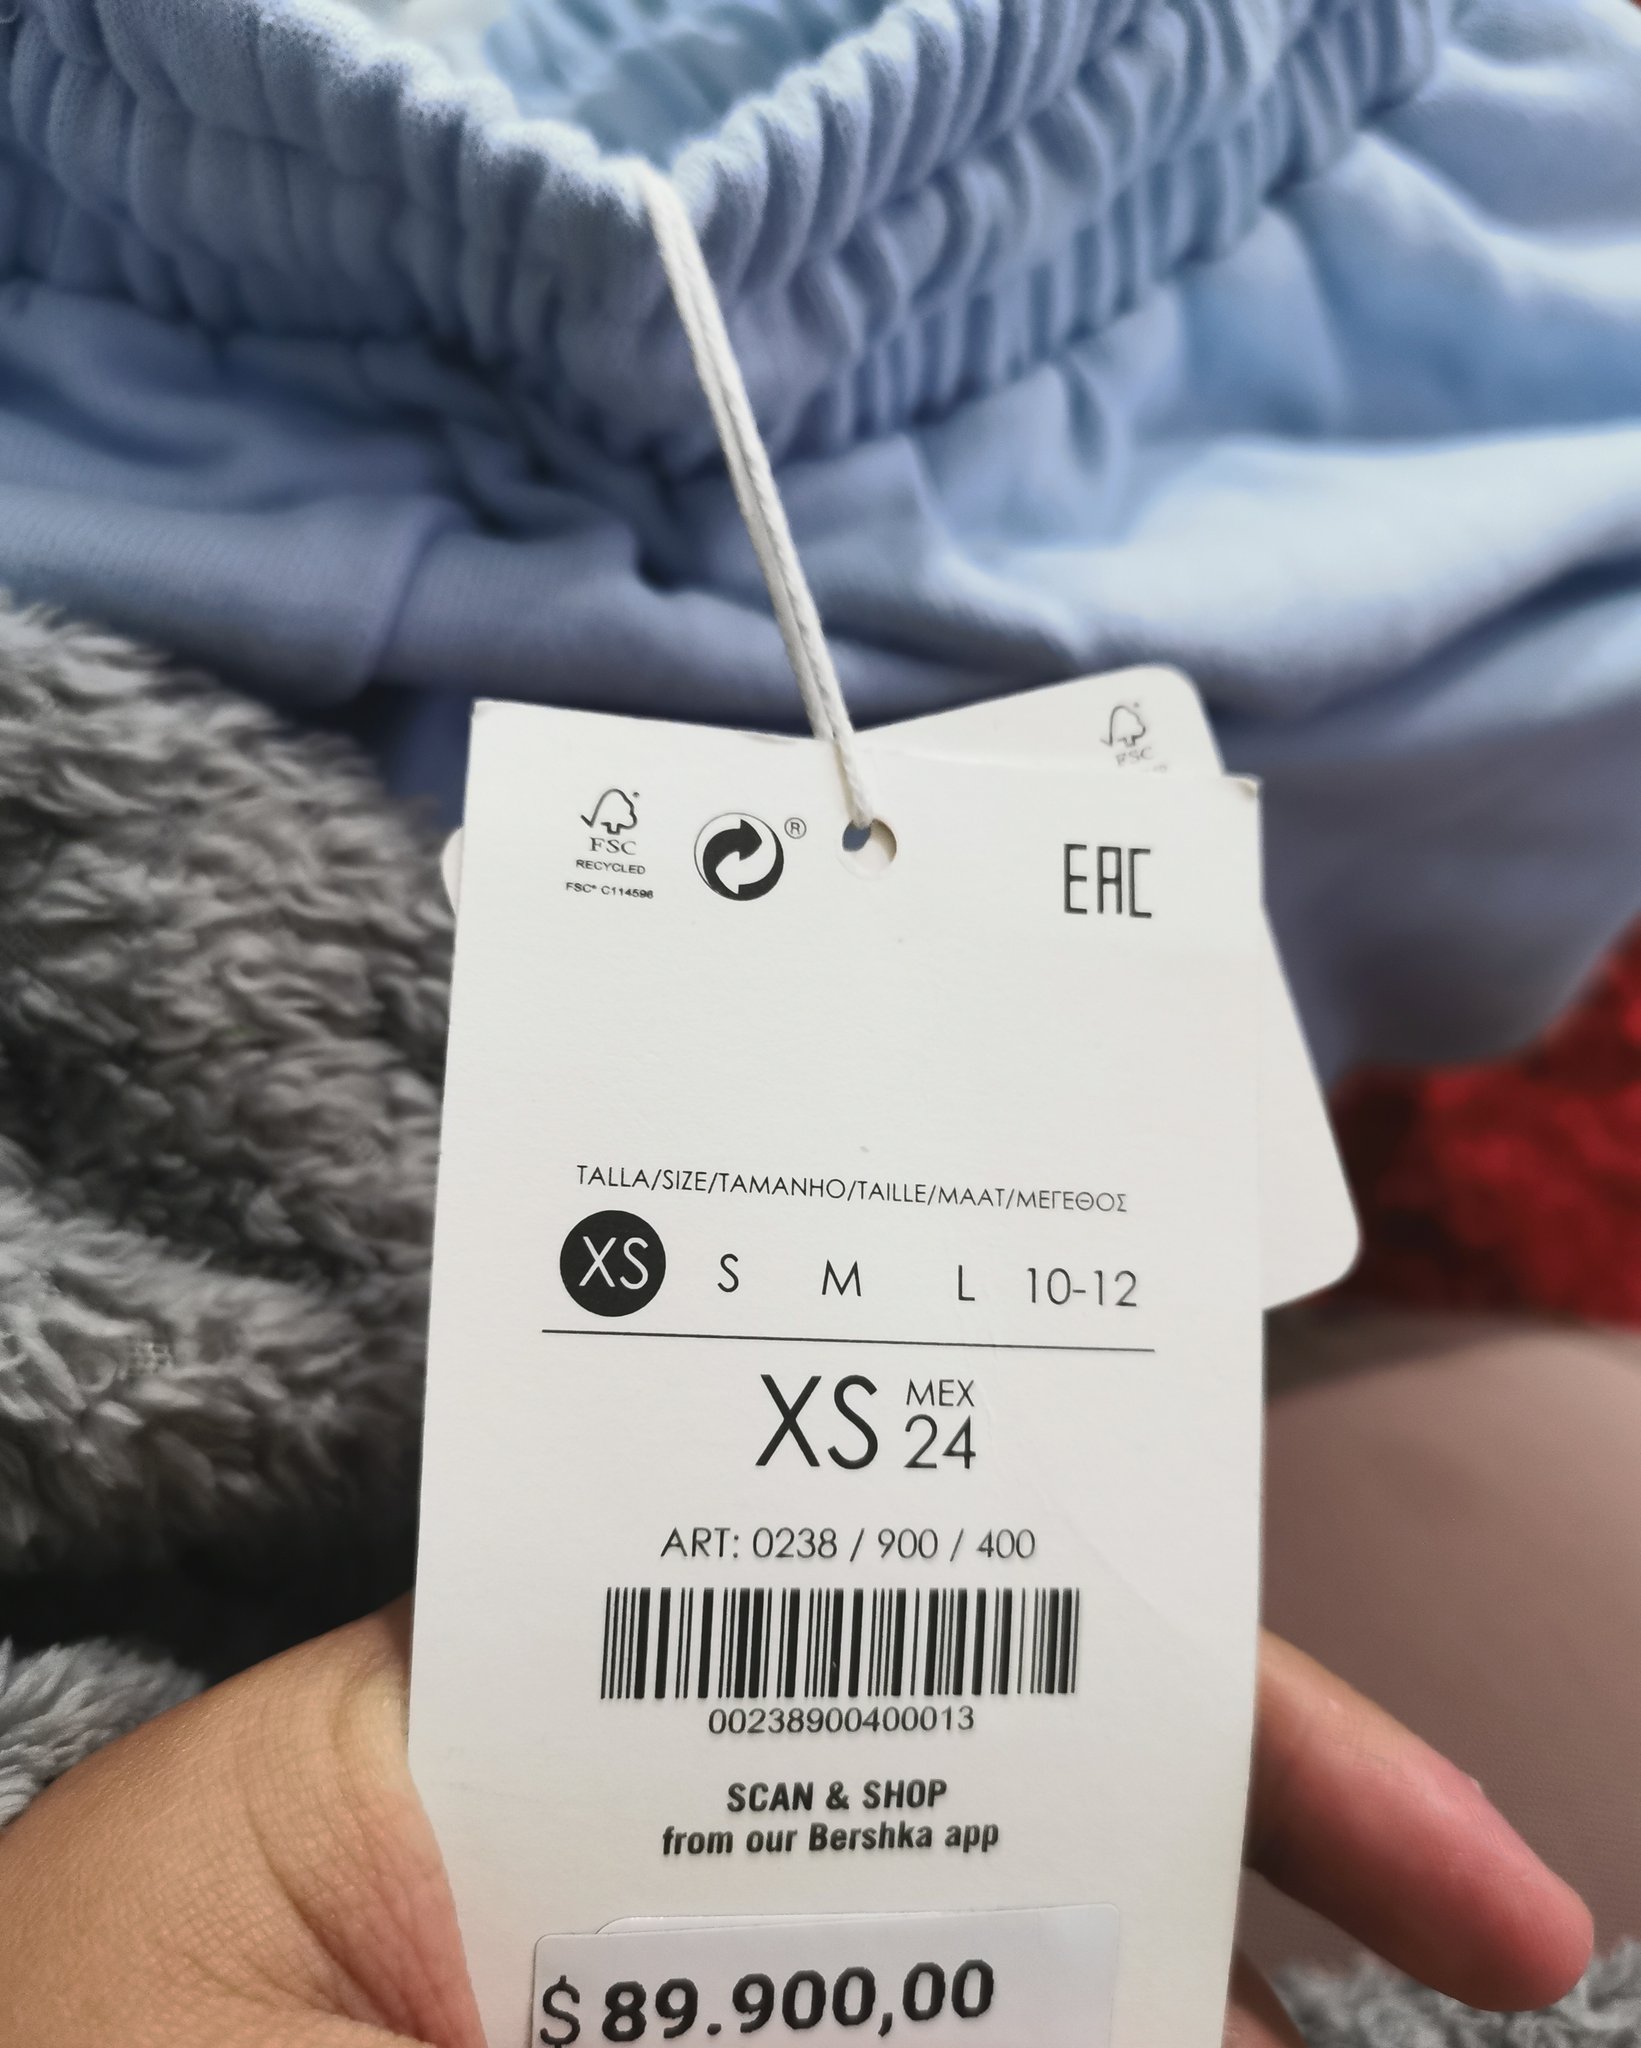 FSC
FSC
RECYCLED
FSC® C114596
®
EAC
TALLA/SIZE/TAMANHO/TAILLE/MAAT/ΜΕΓΕΘΟΣ
XS S M L 10-12
XS MEX 24
ART: 0238 / 900 / 400
00238900400013
SCAN & SHOP
from our Bershka app
$ 89.900,00